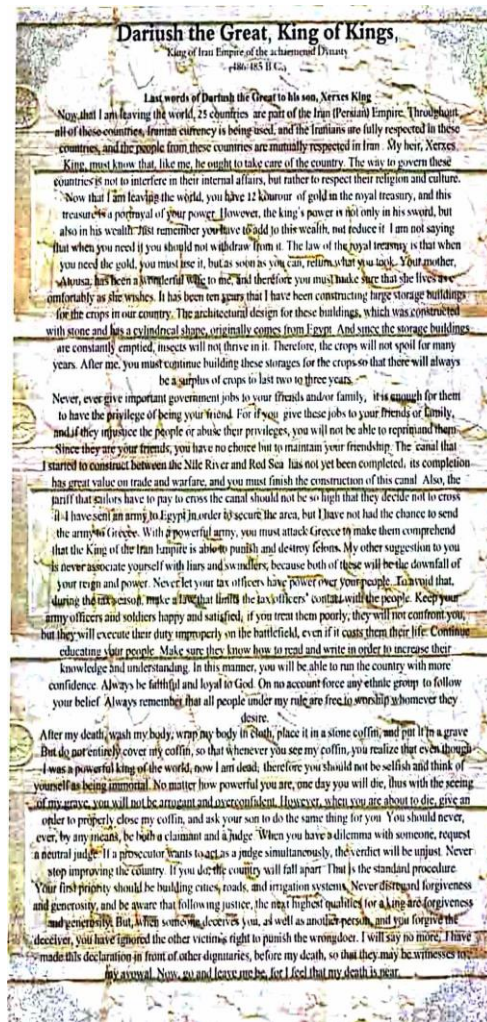 Dariush the Great, King of Kings,
King of Iran Empire of the achaemenid Dinasty
(486-485 B.C.)
Last words of Dariush the Great to his son, Xerxes King
Now that I am leaving the world, 25 countries are part of the Iran (Persian) Empire. Throughout
all of these countries, Iranian currency is being used, and the Iranians are fully respected in these
countries, and the people from these countries are mutually respected in Iran. My heir, Xerxes
King, must know that, like me, he ought to take care of the country. The way to govern these
countries is not to interfere in their internal affairs, but rather to respect their religion and culture.
Now that I am leaving the world, you have 12 kourour of gold in the royal treasury, and this
treasure is a portrayal of your power. However, the king's power is not only in his sword, but
also in his wealth. Just remember you have to add to this wealth, not reduce it. I am not saying
that when you need it you should not withdraw from it. The law of the royal treasury is that when
you need the gold, you must use it, but as soon as you can, return what you took. Your mother,
Atousa, has been a wonderful wife to me, and therefore you must make sure that she lives as
omfortably as she wishes. It has been ten years that I have been constructing large storage buildings
for the crops in our country. The architectural design for these buildings, which was constructed
with stone and has a cylindrical shape, originally comes from Egypt. And since the storage buildings
are constantly emptied, insects will not thrive in it. Therefore, the crops will not spoil for many
years. After me, you must continue building these storages for the crops so that there will always
be a surplus of crops to last two to three years.
Never, ever give important government jobs to your friends and/or family, it is enough for them
to have the privilege of being your friend. For if you give these jobs to your friends or family,
and if they injustice the people or abuse their privileges, you will not be able to reprimand them.
Since they are your friends, you have no choice but to maintain your friendship. The canal that
I started to construct between the Nile River and Red Sea has not yet been completed, its completion
has great value on trade and warfare, and you must finish the construction of this canal. Also, the
tariff that sailors have to pay to cross the canal should not be so high that they decide not to cross
it. I have sent an army to Egypt in order to secure the area, but I have not had the chance to send
the army to Greece. With a powerful army, you must attack Greece to make them comprehend
that the King of the Iran Empire is able to punish and destroy felons. My other suggestion to you
is never associate yourself with liars and swindlers, because both of these will be the downfall of
your reign and power. Never let your tax officers have power over your people. To avoid that,
during the tax season, make a law that limits the tax officers' contact with the people. Keep your
army officers and soldiers happy and satisfied, if you treat them poorly; they will not confront you,
but they will execute their duty improperly on the battlefield, even if it costs them their life. Continue
educating your people. Make sure they know how to read and write in order to increase their
knowledge and understanding. In this manner, you will be able to run the country with more
confidence. Always be faithful and loyal to God. On no account force any ethnic group to follow
your belief. Always remember that all people under my rule are free to worship whomever they
desire.
After my death, wash my body, wrap my body in cloth, place it in a stone coffin, and put it in a grave
But do not entirely cover my coffin, so that whenever you see my coffin, you realize that even though
I was a powerful king of the world, now I am dead; therefore you should not be selfish and think of
yourself as being immortal. No matter how powerful you are, one day you will die, thus with the seeing
of my grave, you will not be arrogant and overconfident. However, when you are about to die, give an
order to properly close my coffin, and ask your son to do the same thing for you. You should never,
ever, by any means, be both a claimant and a judge. When you have a dilemma with someone, request
a neutral judge. If a prosecutor wants to act as a judge simultaneously, the verdict will be unjust. Never
stop improving the country. If you do, the country will fall apart. That is the standard procedure.
Your first priority should be building cities, roads, and irrigation systems. Never disregard forgiveness
and generosity, and be aware that following justice, the next highest qualities for a king are forgiveness
and generosity. But, when someone deceives you, as well as another person, and you forgive the
deceiver, you have ignored the other victim's right to punish the wrongdoer. I will say no more, I have
made this declaration in front of other dignitaries, before my death, so that they may be witnesses to
my avowal. Now, go and leave me be, for I feel that my death is near.